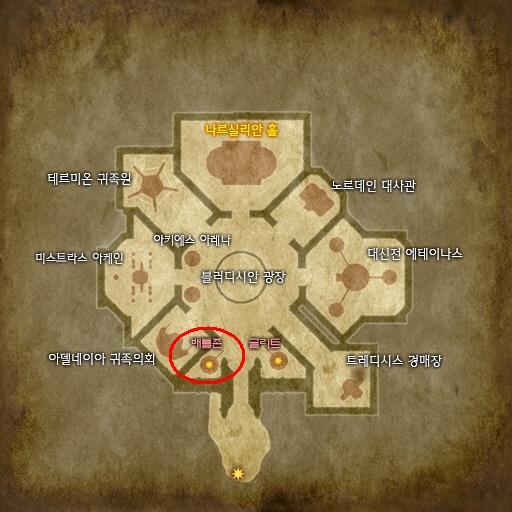 나르실리안 홀
테르미온 귀족원
노르데인 대사관
아키에스 아레나
미스트라스 아케인
대신전 에테이나스
블러디시안 광장
배틀존
글리트
아델네이아 귀족의회
트레디시스 경매장